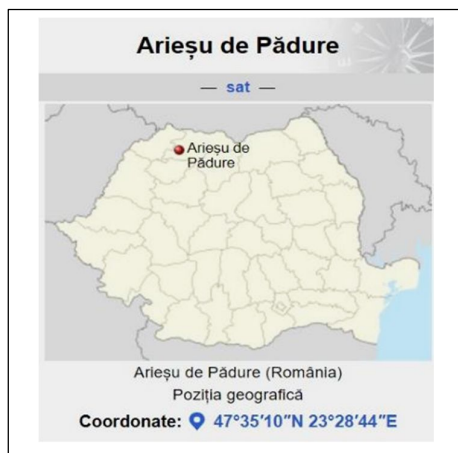 Arieșu de Pădure
— sat —
Arieșu de
Pădure
Arieșu de Pădure (România)
Poziția geografică
Coordonate: 47°35′10″N 23°28′44″E